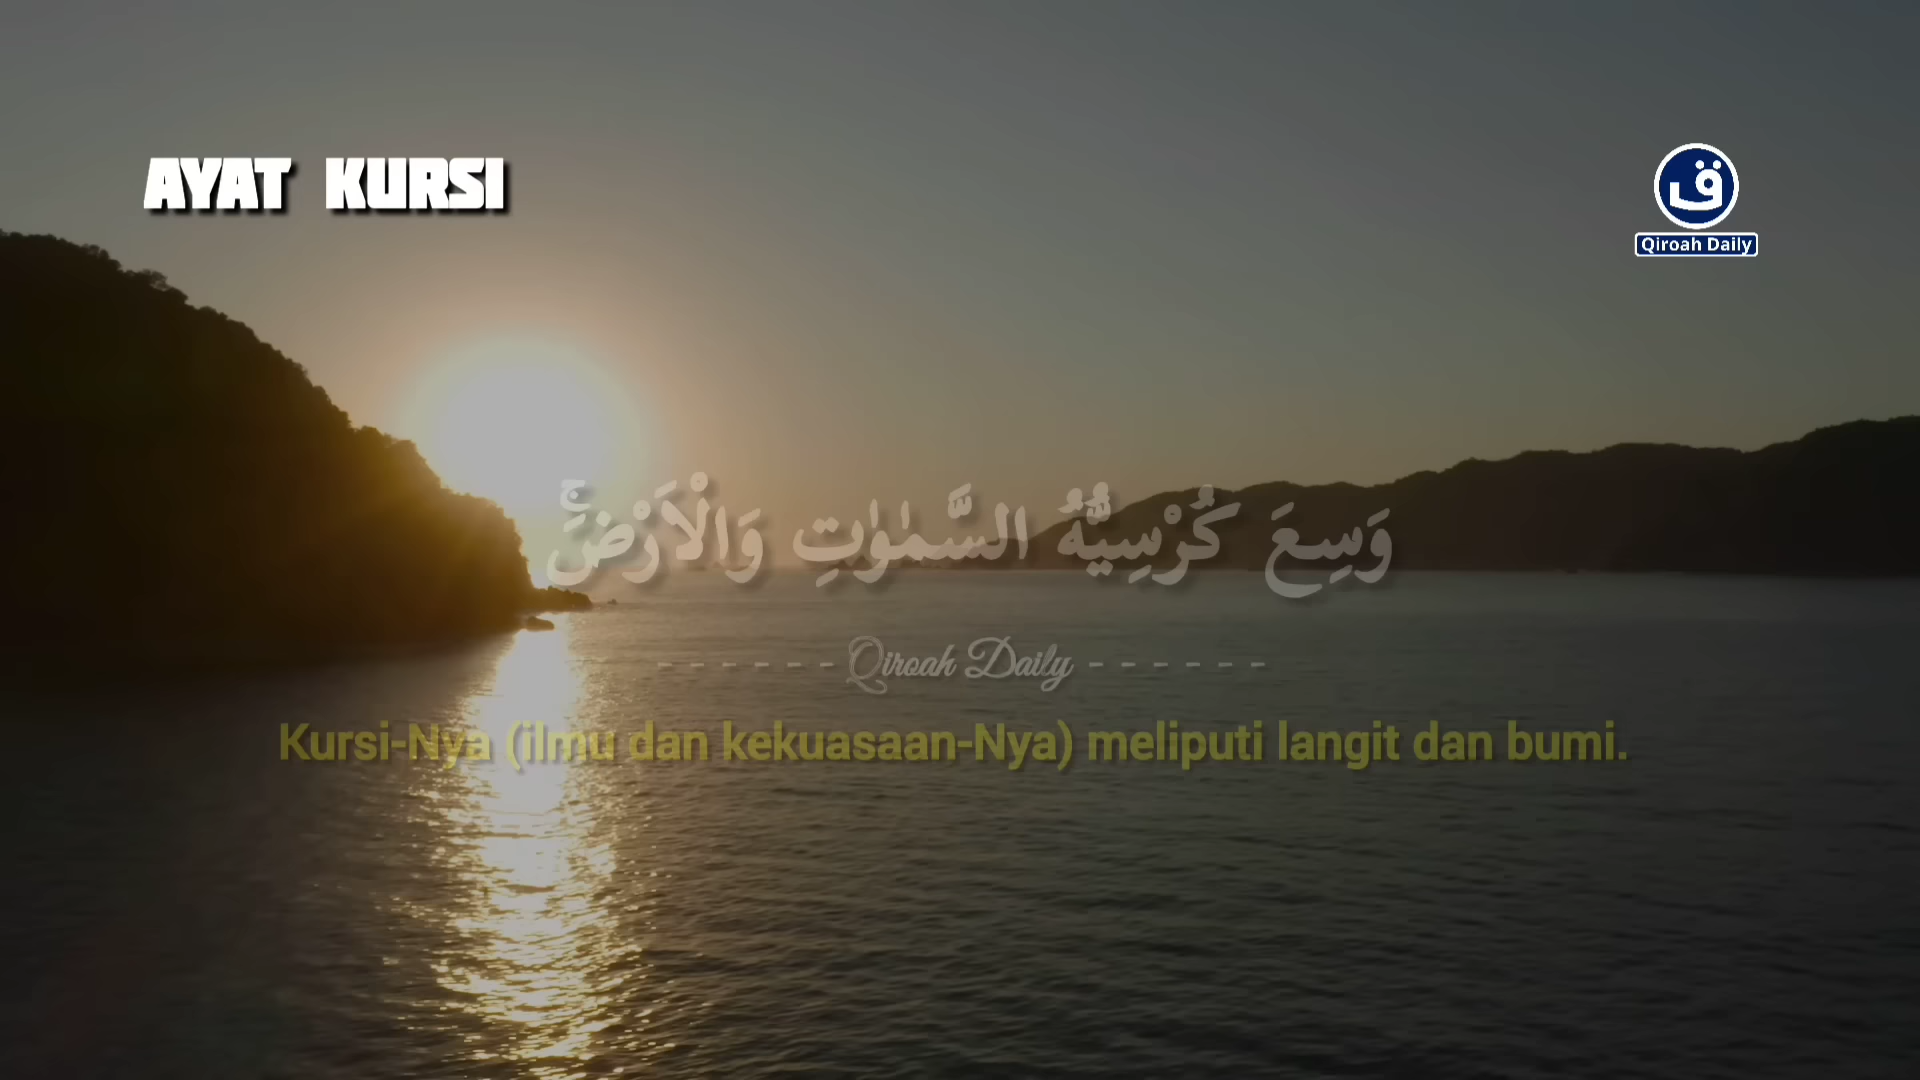 AYAT KURSI
ق
Qiroah Daily
وَسِعَ كُرْسِيُّهُ السَّمٰوٰتِ وَالْاَرْضَۚ
------ Qiroah Daily ------
Kursi-Nya (ilmu dan kekuasaan-Nya) meliputi langit dan bumi.